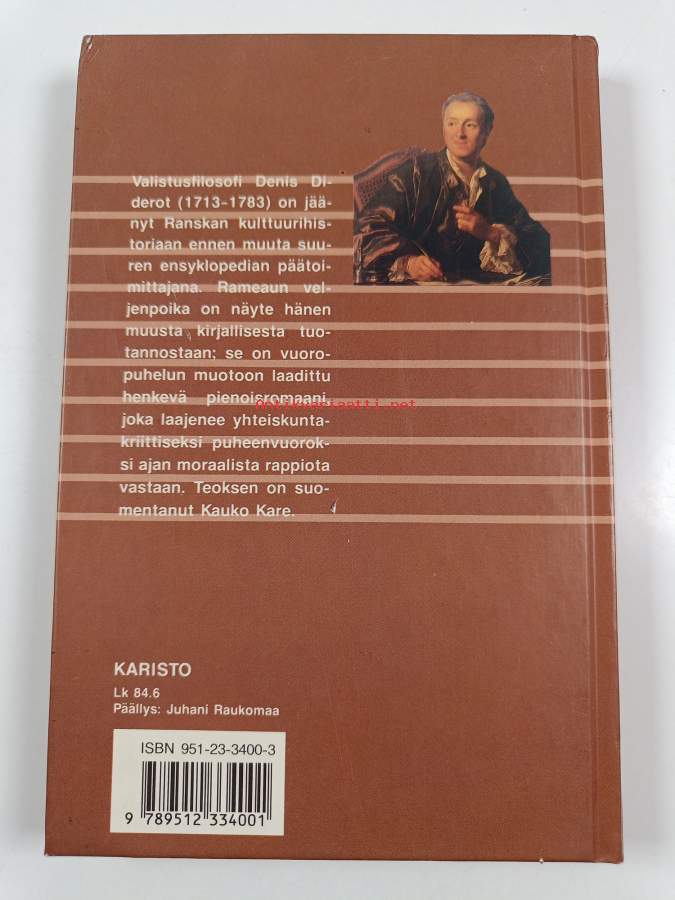 Valistusfilosofi Denis Di-
derot (1713-1783) on jää-
nyt Ranskan kulttuurihis-
toriaan ennen muuta suu-
ren ensyklopedian päätoi-
mittajana. Rameaun vel-
jenpoika on näyte hänen
muusta kirjallisesta tuo-
tannostaan; se on vuoro-
puhelun muotoon laadittu
henkevä pienoisromaani,
joka laajenee yhteiskunta-
kriittiseksi puheenvuorok-
si ajan moraalista rappiota
vastaan. Teoksen on suo-
mentanut Kauko Kare.
Antikvariaatti.net
KARISTO
Lk 84.6
Päällys: Juhani Raukomaa
ISBN 951-23-3400-3
9 789512 334001